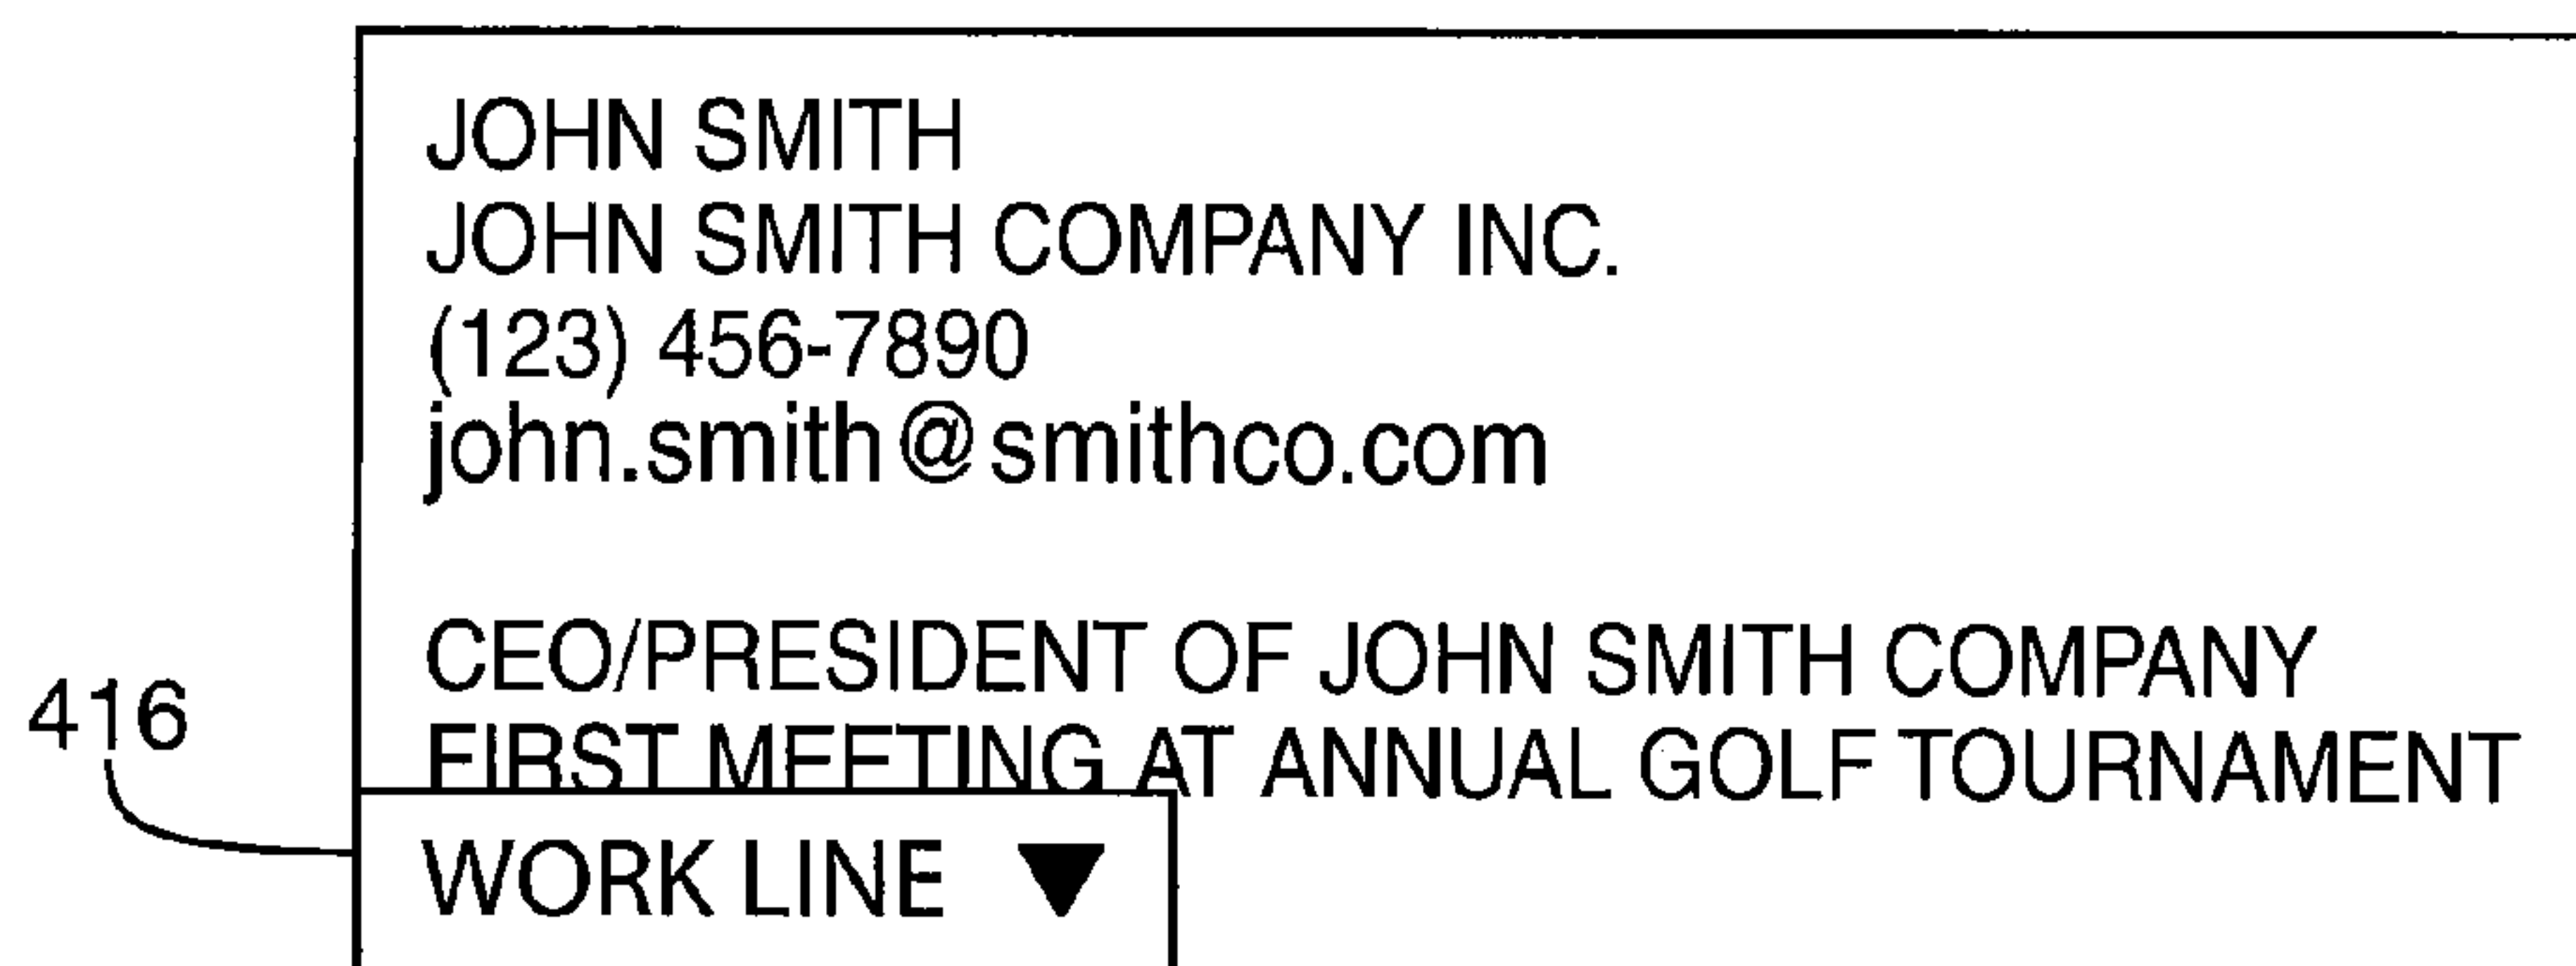 JOHN SMITH
JOHN SMITH COMPANY INC.
(123) 456-7890
john.smith@smithco.com
CEO/PRESIDENT OF JOHN SMITH COMPANY
FIRST MEETING AT ANNUAL GOLF TOURNAMENT
416
WORK LINE ▼